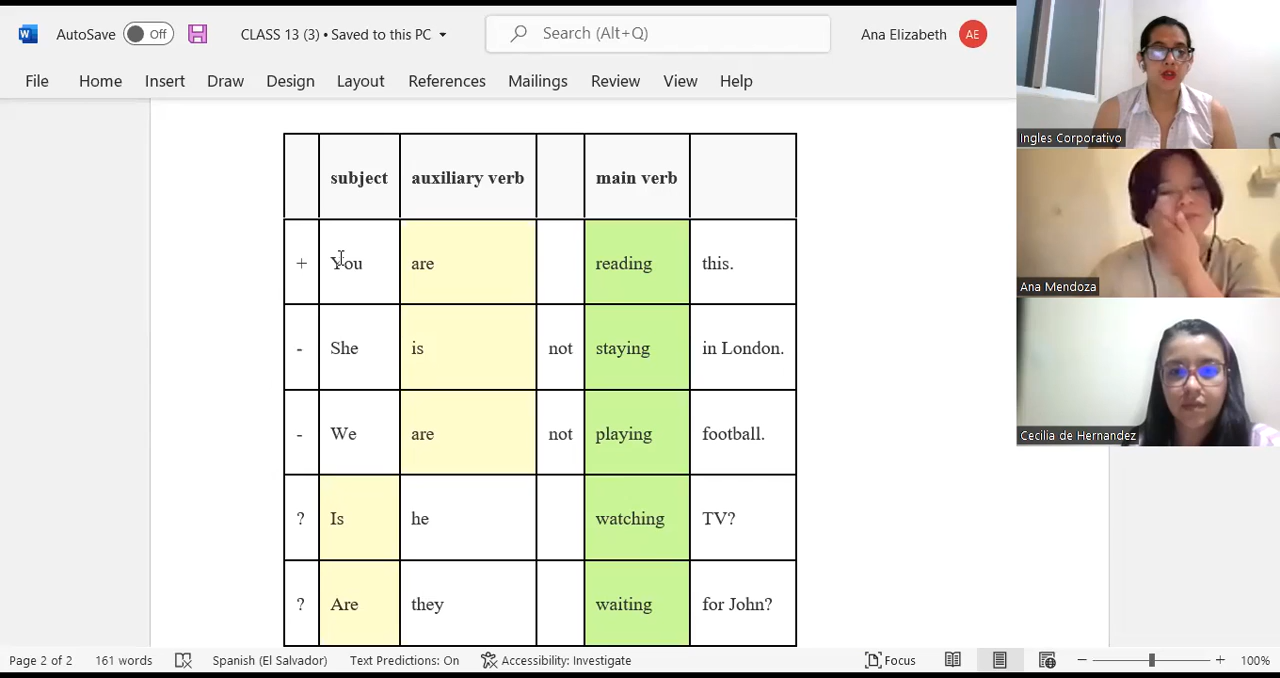 AutoSave Off CLASS 13 (3) • Saved to this PC Search (Alt+Q) Ana Elizabeth AE
File Home Insert Draw Design Layout References Mailings Review View Help
subject auxiliary verb main verb
+ You are reading this.
- She is not staying in London.
- We are not playing football.
? Is he watching TV?
? Are they waiting for John?
Page 2 of 2 161 words Spanish (El Salvador) Text Predictions: On Accessibility: Investigate Focus 100%
Ingles Corporativo
Ana Mendoza
Cecilia de Hernandez